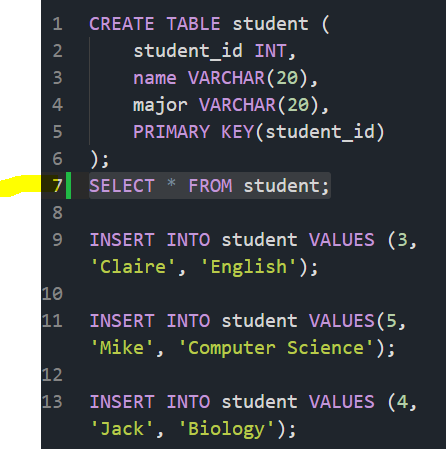 1 CREATE TABLE student (
2 student_id INT,
3 name VARCHAR(20),
4 major VARCHAR(20),
5 PRIMARY KEY(student_id)
6 );
7 SELECT * FROM student;
8
9 INSERT INTO student VALUES (3,
'Claire', 'English');
10
11 INSERT INTO student VALUES(5,
'Mike', 'Computer Science');
12
13 INSERT INTO student VALUES (4,
'Jack', 'Biology');